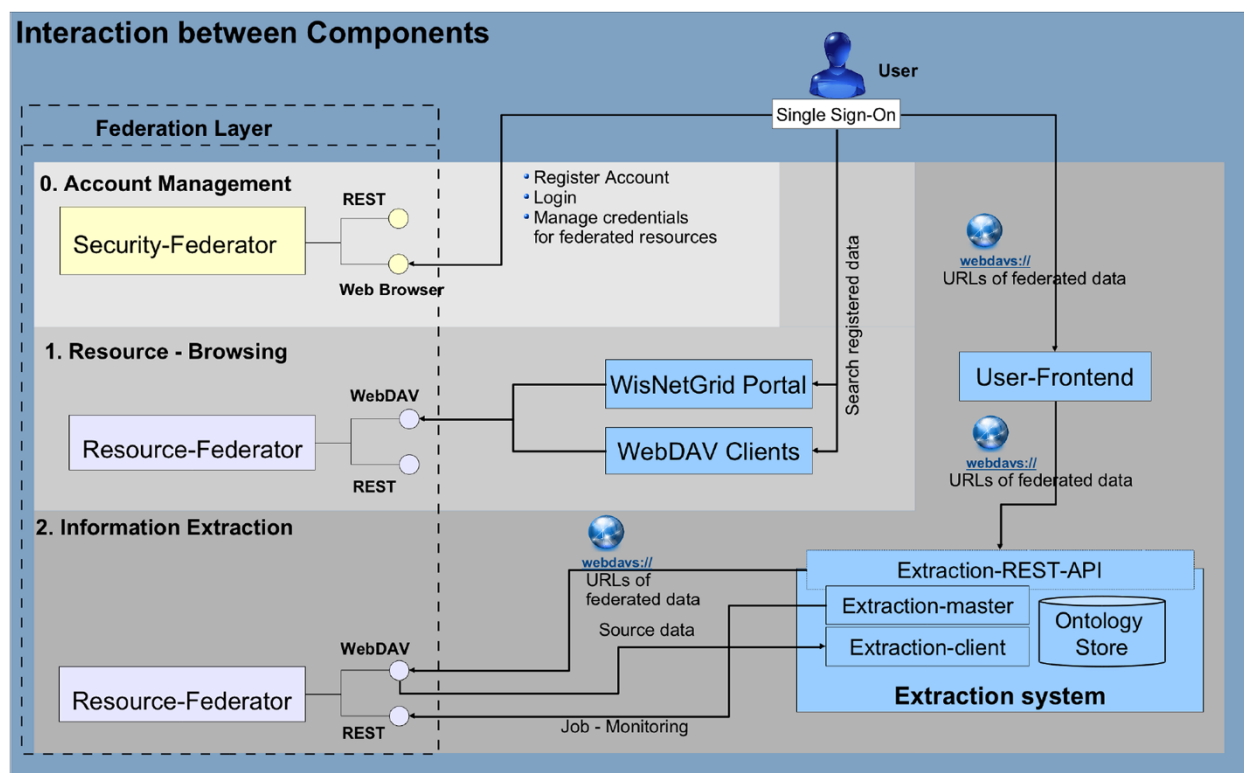 Interaction between Components
User
Single Sign-On
Federation Layer
0. Account Management
REST
Security-Federator
Web Browser
Register Account
Login
Manage credentials
for federated resources
Search registered data
webdavs://
URLs of federated data
1. Resource - Browsing
WebDAV
Resource-Federator
REST
WisNetGrid Portal
WebDAV Clients
User-Frontend
webdavs://
URLs of federated data
2. Information Extraction
webdavs://
URLs of
federated data
Source data
WebDAV
Resource-Federator
REST
Job - Monitoring
Extraction-REST-API
Extraction-master
Extraction-client
Ontology
Store
Extraction system